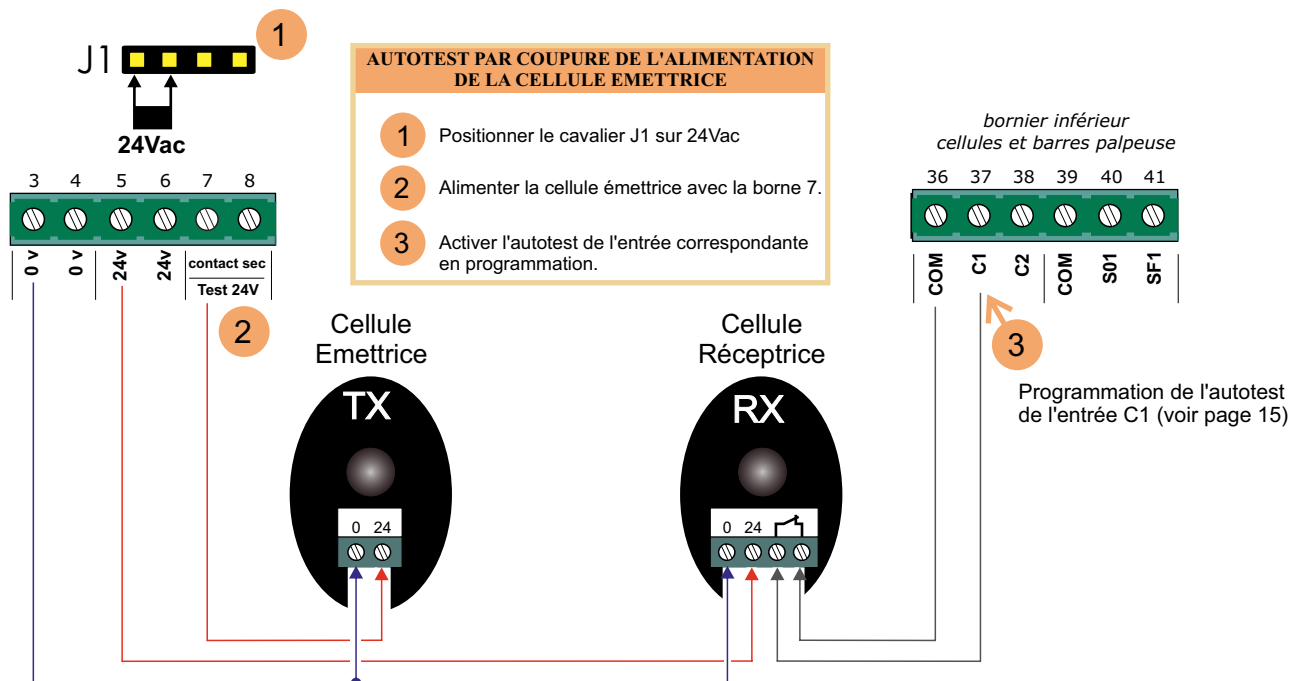 1
J1
24Vac
AUTOTEST PAR COUPURE DE L'ALIMENTATION
DE LA CELLULE EMETTRICE
1 Positionner le cavalier J1 sur 24Vac
2 Alimenter la cellule émettrice avec la borne 7.
3 Activer l'autotest de l'entrée correspondante
en programmation.
bornier inférieur
cellules et barres palpeuse
3 4 5 6 7 8
0 v 0 v 24v 24v contact sec
Test 24V
2
36 37 38 39 40 41
COM C1 C2 COM S01 SF1
3
Programmation de l'autotest
de l'entrée C1 (voir page 15)
Cellule
Emettrice
TX
0 24
Cellule
Réceptrice
RX
0 24